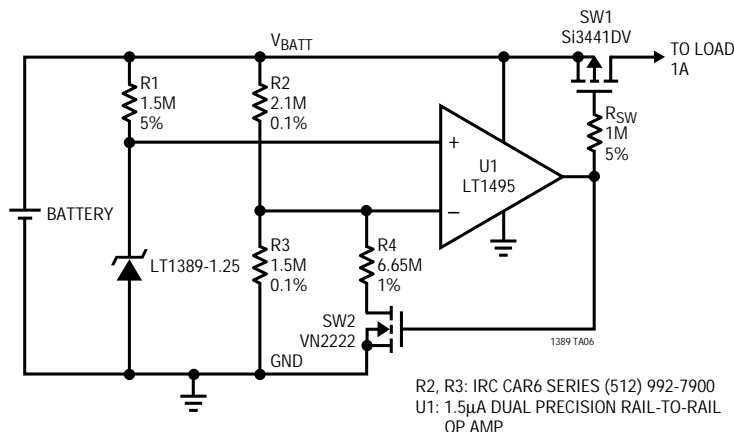 SW1
Si3441DV
VBATT
TO LOAD
1A
R1
1.5M
5%
R2
2.1M
0.1%
RSW
1M
5%
+
U1
LT1495
−
BATTERY
LT1389-1.25
R3
1.5M
0.1%
R4
6.65M
1%
SW2
VN2222
1389 TA06
GND
R2, R3: IRC CAR6 SERIES (512) 992-7900
U1: 1.5µA DUAL PRECISION RAIL-TO-RAIL
OP AMP